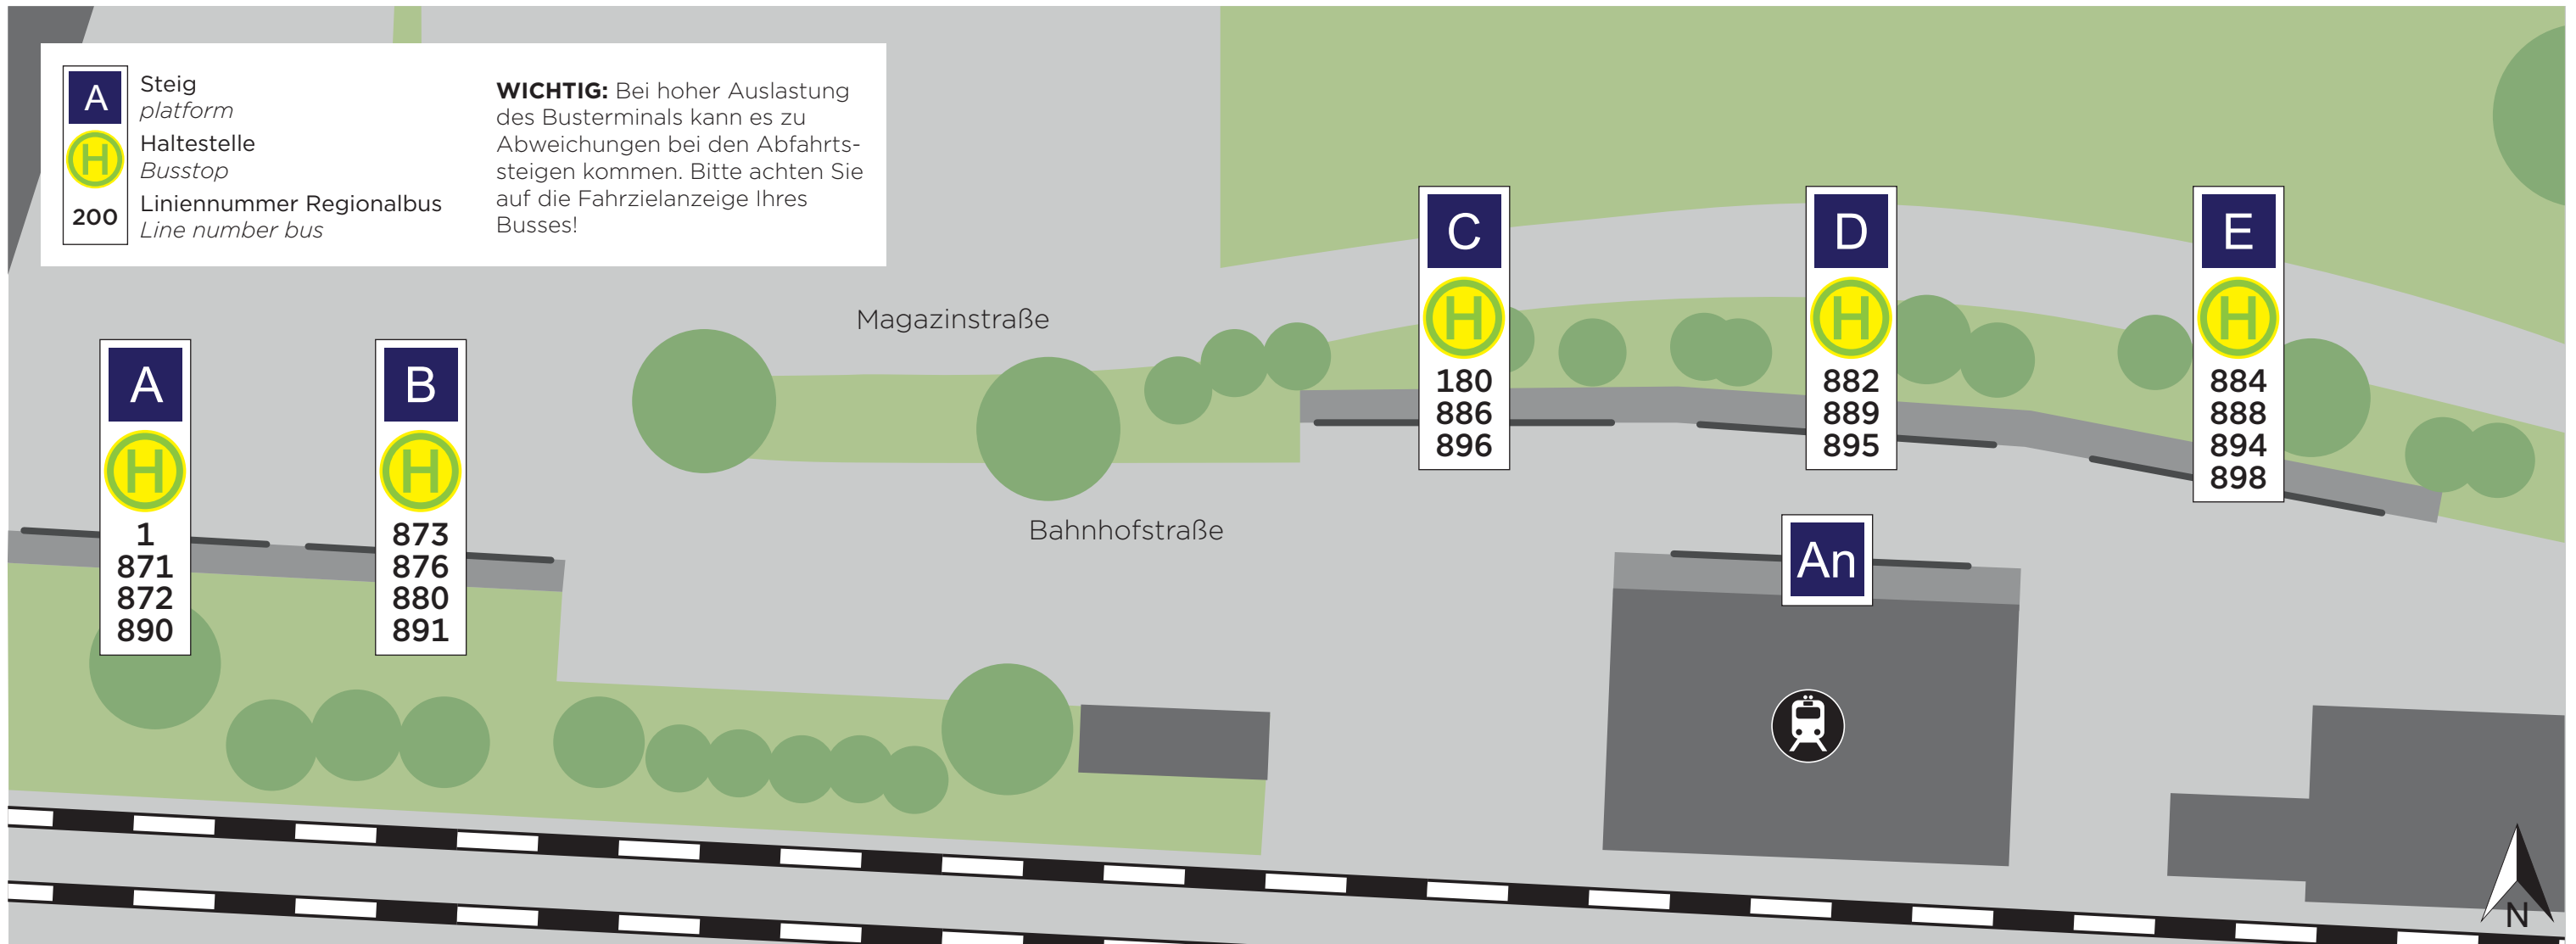 A
Steig
platform
H
Haltestelle
Busstop
200
Liniennummer Regionalbus
Line number bus
WICHTIG: Bei hoher Auslastung
des Busterminals kann es zu
Abweichungen bei den Abfahrts-
steigen kommen. Bitte achten Sie
auf die Fahrzielanzeige Ihres
Busses!
Magazinstraße
Bahnhofstraße
A
H
1
871
872
890
B
H
873
876
880
891
C
H
180
886
896
D
H
882
889
895
E
H
884
888
894
898
An
N